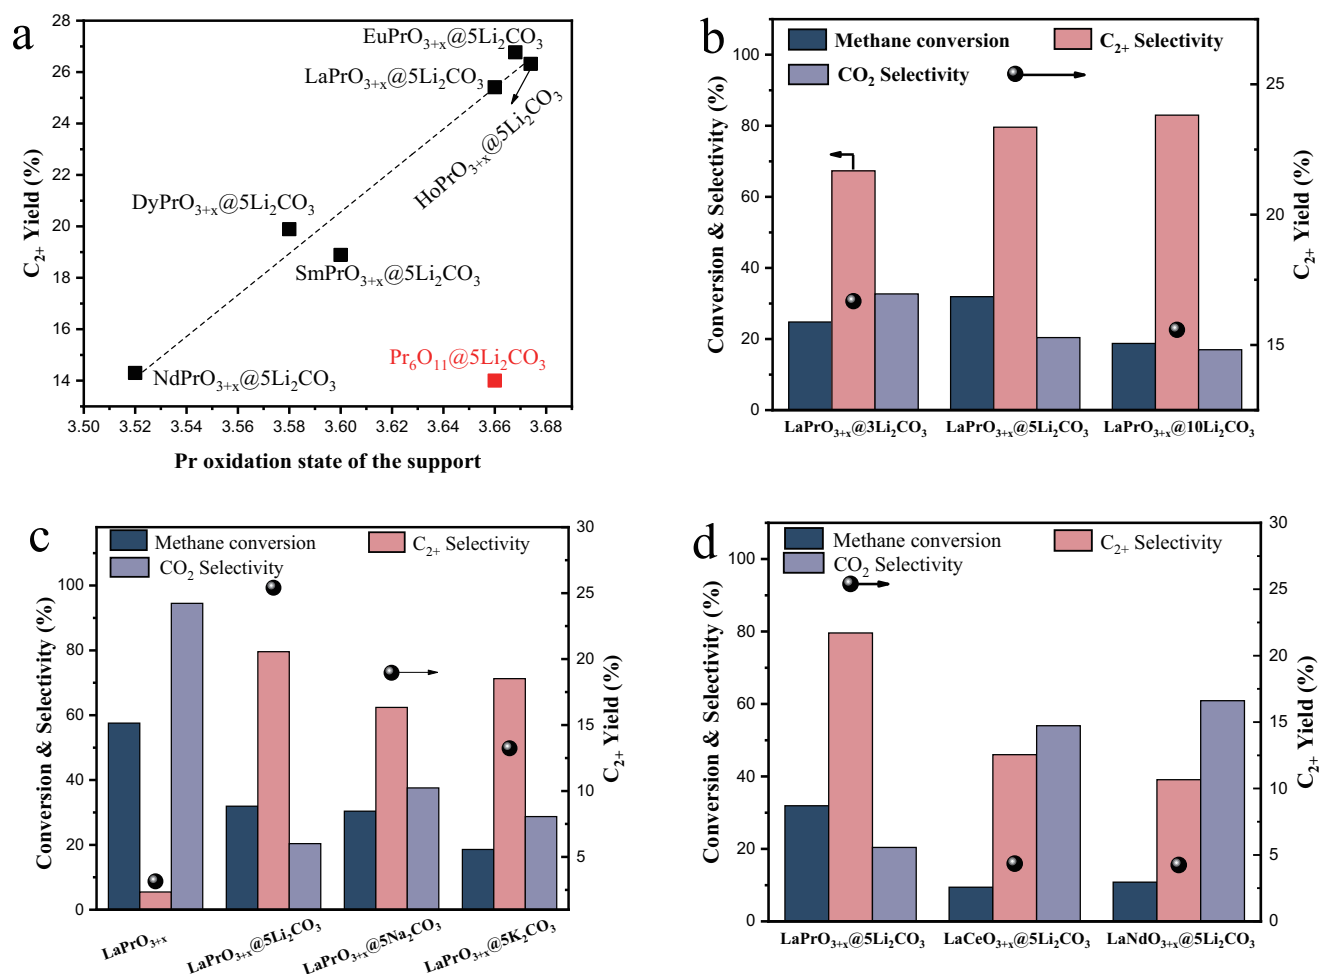 a
28
26
24
22
20
18
16
14
C₂₊ Yield (%)
EuPrO₃₊ₓ@5Li₂CO₃
LaPrO₃₊ₓ@5Li₂CO₃
HoPrO₃₊ₓ@5Li₂CO₃
DyPrO₃₊ₓ@5Li₂CO₃
SmPrO₃₊ₓ@5Li₂CO₃
Pr₆O₁₁@5Li₂CO₃
NdPrO₃₊ₓ@5Li₂CO₃
3.50 3.52 3.54 3.56 3.58 3.60 3.62 3.64 3.66 3.68
Pr oxidation state of the support
b
Methane conversion
C₂₊ Selectivity
CO₂ Selectivity
100
80
60
40
20
0
Conversion & Selectivity (%)
25
20
15
C₂₊ Yield (%)
LaPrO₃₊ₓ@3Li₂CO₃ LaPrO₃₊ₓ@5Li₂CO₃ LaPrO₃₊ₓ@10Li₂CO₃
c
Methane conversion
C₂₊ Selectivity
CO₂ Selectivity
100
80
60
40
20
0
Conversion & Selectivity (%)
30
25
20
15
10
5
C₂₊ Yield (%)
LaPrO₃₊ₓ
LaPrO₃₊ₓ@5Li₂CO₃
LaPrO₃₊ₓ@5Na₂CO₃
LaPrO₃₊ₓ@5K₂CO₃
d
Methane conversion
C₂₊ Selectivity
CO₂ Selectivity
100
80
60
40
20
0
Conversion & Selectivity (%)
30
25
20
15
10
5
0
C₂₊ Yield (%)
LaPrO₃₊ₓ@5Li₂CO₃ LaCeO₃₊ₓ@5Li₂CO₃ LaNdO₃₊ₓ@5Li₂CO₃